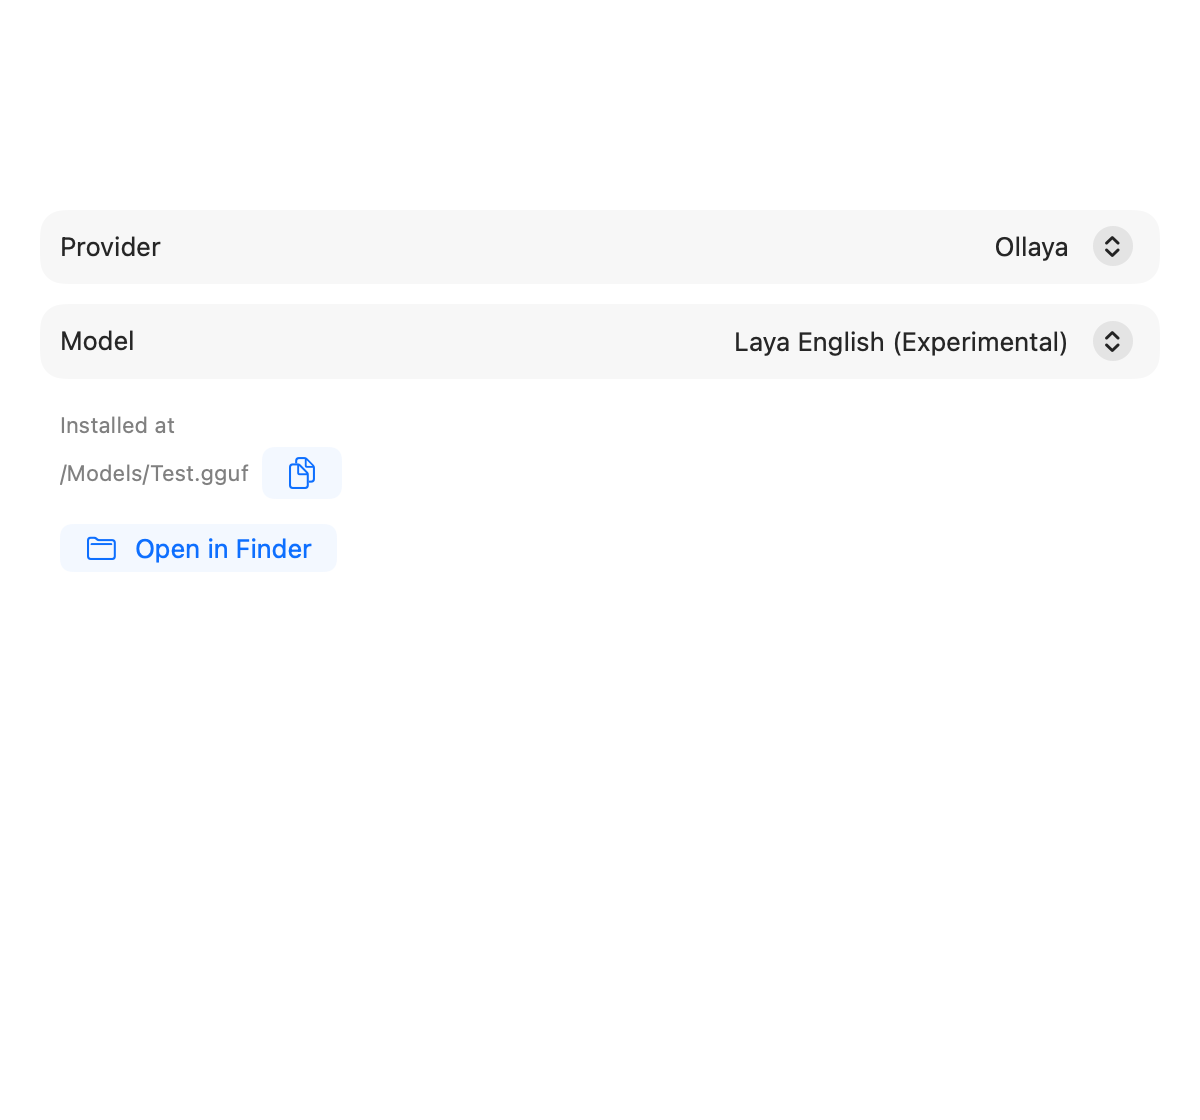 Provider
Ollaya
Model
Laya English (Experimental)
Installed at
/Models/Test.gguf
Open in Finder